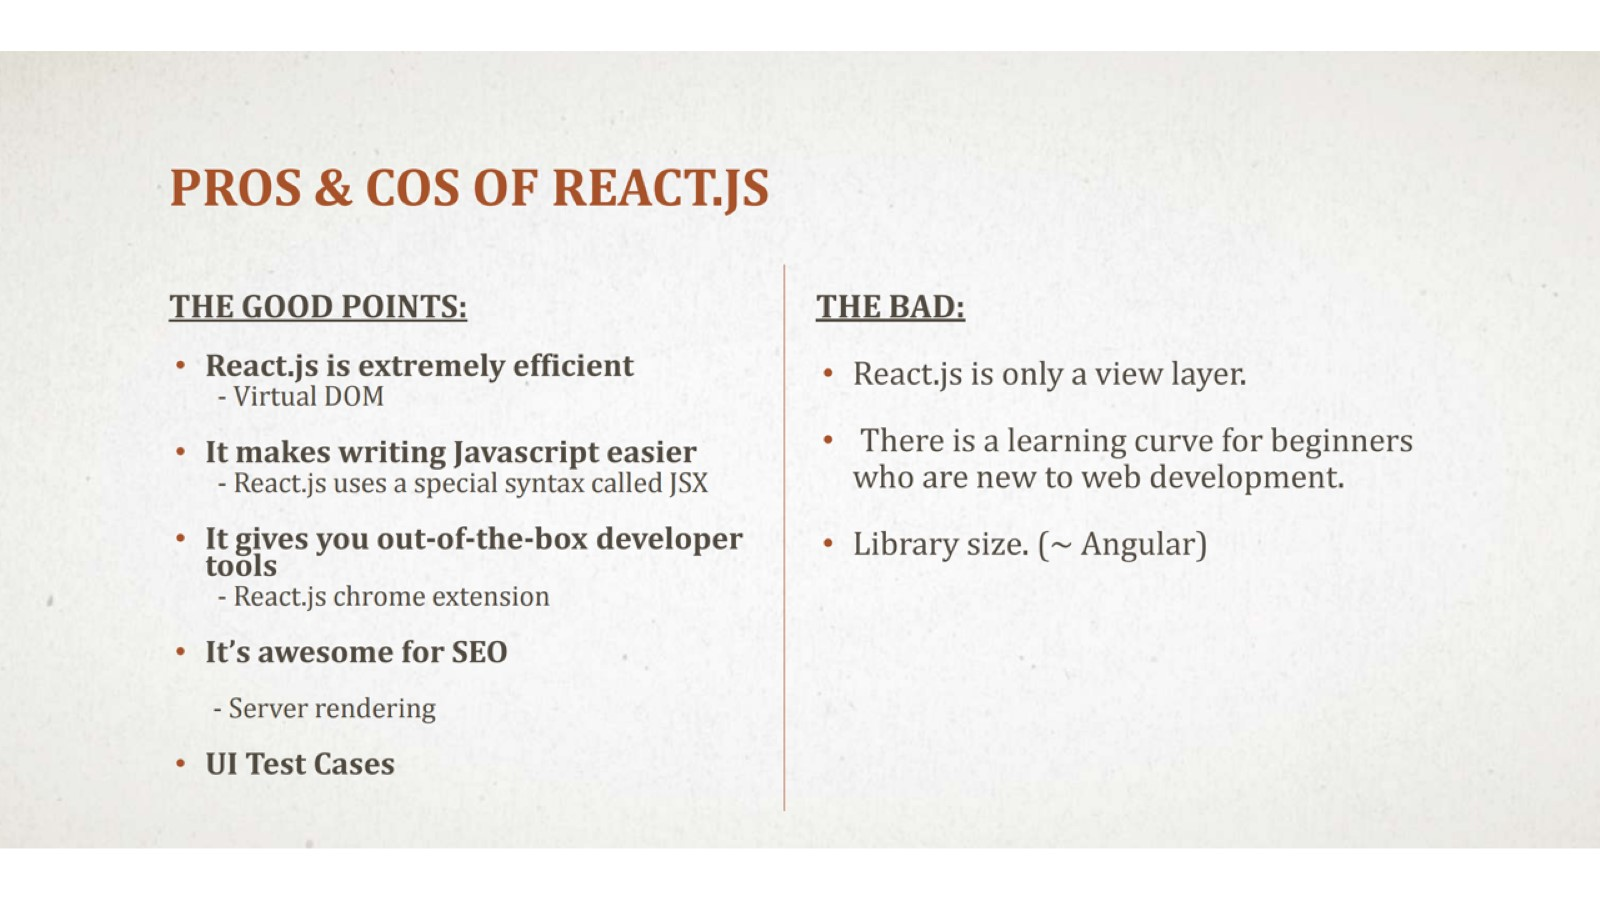 PROS & COS OF REACT.JS
THE GOOD POINTS:
• React.js is extremely efficient
- Virtual DOM
• It makes writing Javascript easier
- React.js uses a special syntax called JSX
• It gives you out-of-the-box developer
tools
- React.js chrome extension
• It’s awesome for SEO
- Server rendering
• UI Test Cases
THE BAD:
• React.js is only a view layer.
• There is a learning curve for beginners
who are new to web development.
• Library size. (~ Angular)